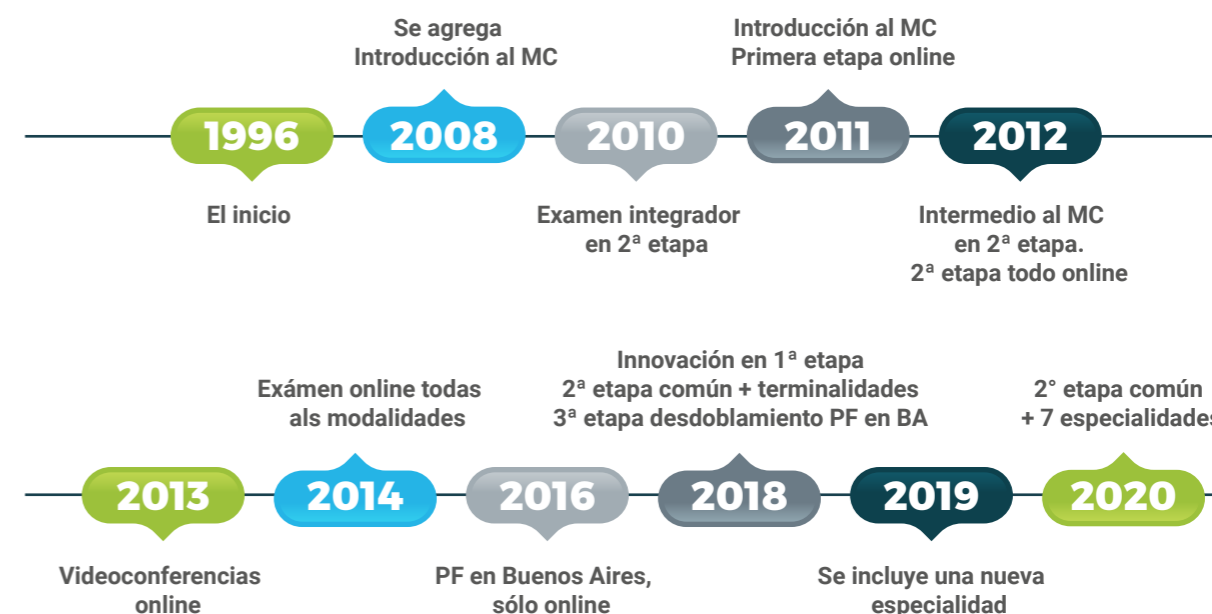 Se agrega
Introducción al MC
Introducción al MC
Primera etapa online
1996
2008
2010
2011
2012
El inicio
Examen integrador
en 2ª etapa
Intermedio al MC
en 2ª etapa.
2ª etapa todo online
Exámen online todas
als modalidades
Innovación en 1ª etapa
2ª etapa común + terminalidades
3ª etapa desdoblamiento PF en BA
2° etapa común
+ 7 especialidades
2013
2014
2016
2018
2019
2020
Videoconferencias
online
PF en Buenos Aires,
sólo online
Se incluye una nueva
especialidad